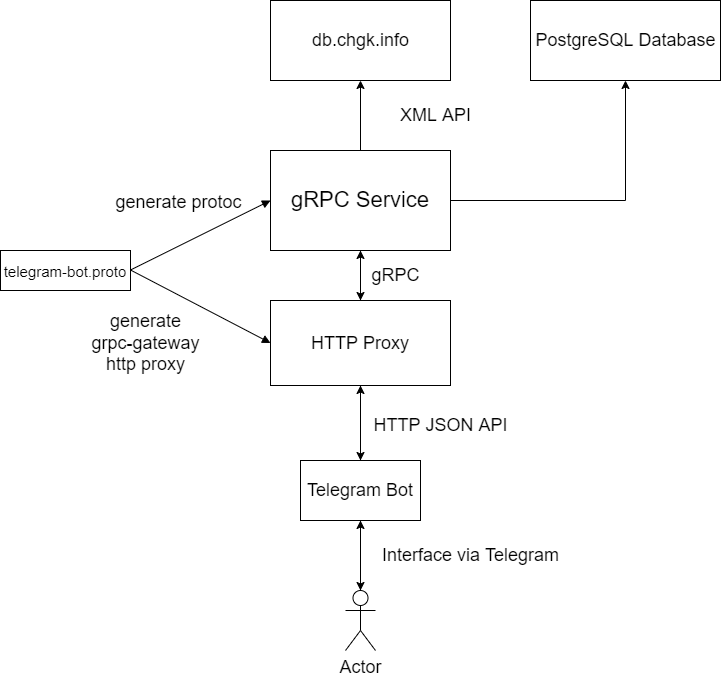 db.chgk.info
PostgreSQL Database
XML API
gRPC Service
generate protoc
telegram-bot.proto
gRPC
generate
grpc-gateway
http proxy
HTTP Proxy
HTTP JSON API
Telegram Bot
Interface via Telegram
Actor